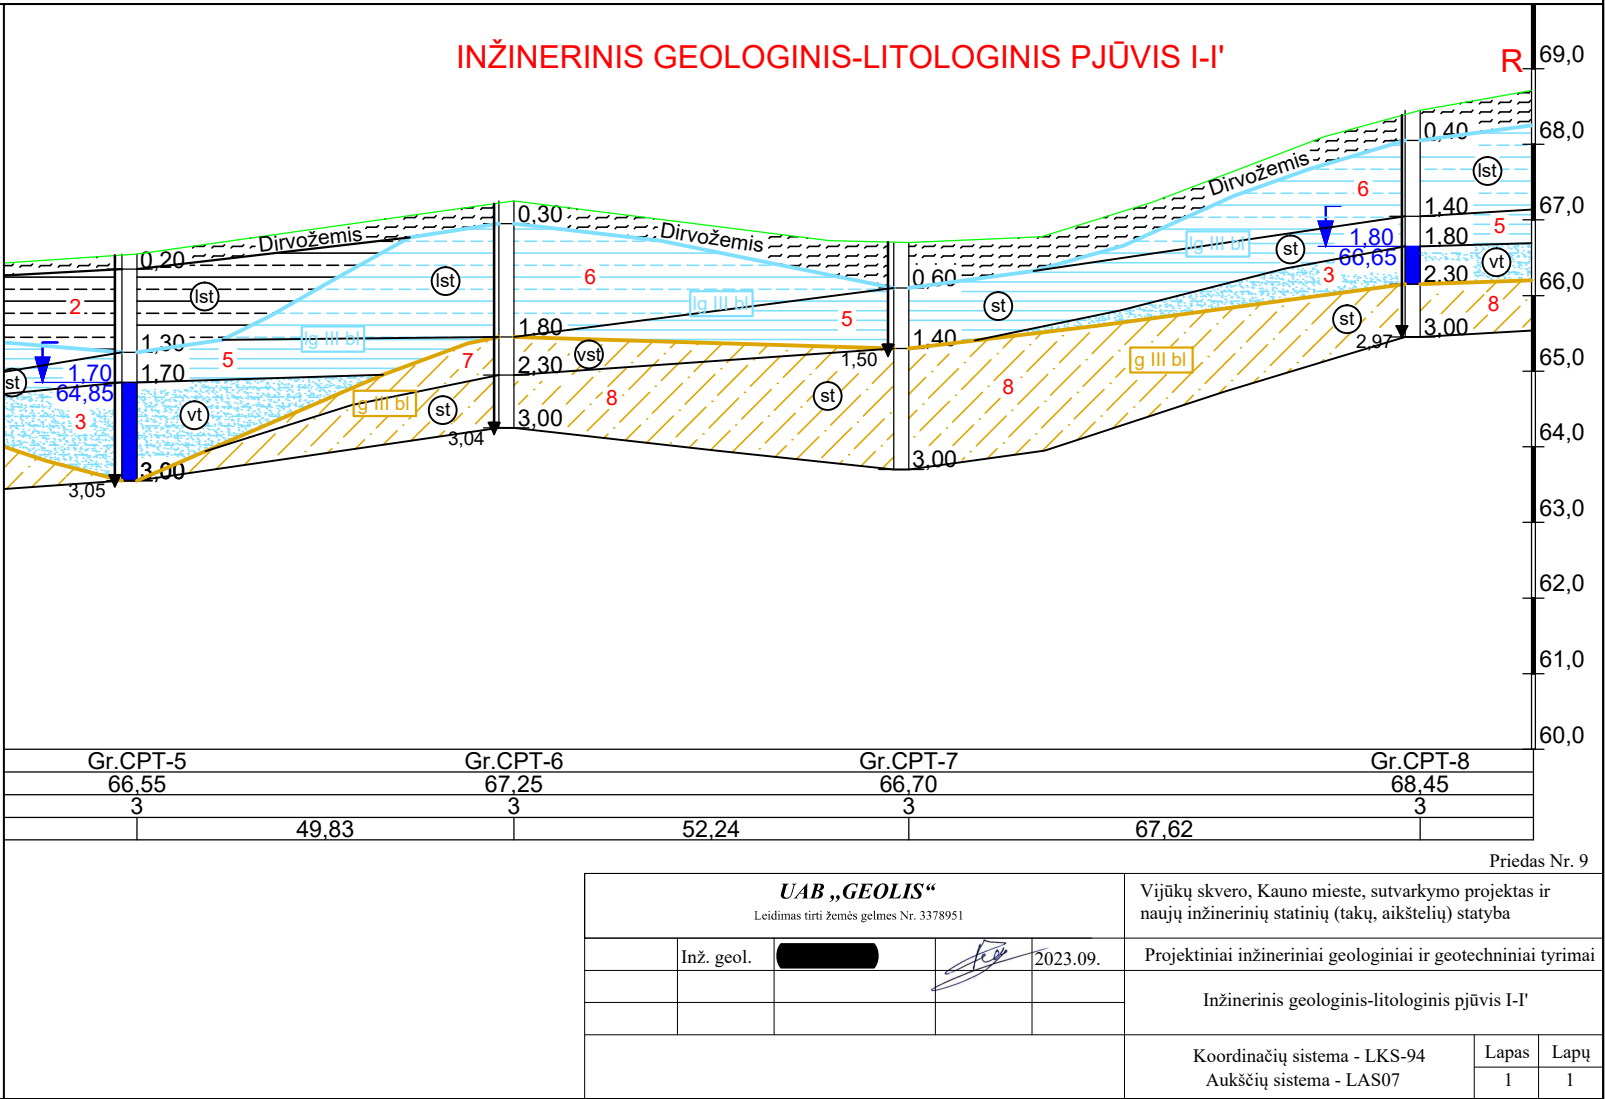 INŽINERINIS GEOLOGINIS-LITOLOGINIS PJŪVIS I-I'
R
69,0
68,0
67,0
66,0
65,0
64,0
63,0
62,0
61,0
60,0
Dirvožemis
Dirvožemis
Dirvožemis
0,20
1,30
1,70
3,00
3,05
1,70
64,85
2
lst
5
st
3
vt
lg III bl
0,30
1,80
2,30
3,00
3,04
lst
6
7
vst
8
st
g III bl
lg III bl
0,60
1,40
1,50
3,00
5
st
st
8
g III bl
lg III bl
0,40
1,40
1,80
2,30
3,00
2,97
1,80
66,65
6
lst
5
st
3
vt
st
8
Gr.CPT-5 Gr.CPT-6 Gr.CPT-7 Gr.CPT-8
66,55 67,25 66,70 68,45
3 3 3 3
49,83 52,24 67,62
Priedas Nr. 9
UAB „GEOLIS“
Leidimas tirti žemės gelmes Nr. 3378951
Inž. geol.
2023.09.
Vijūkų skvero, Kauno mieste, sutvarkymo projektas ir
naujų inžinerinių statinių (takų, aikštelių) statyba
Projektiniai inžineriniai geologiniai ir geotechniniai tyrimai
Inžinerinis geologinis-litologinis pjūvis I-I'
Koordinačių sistema - LKS-94
Aukščių sistema - LAS07
Lapas Lapų
1 1